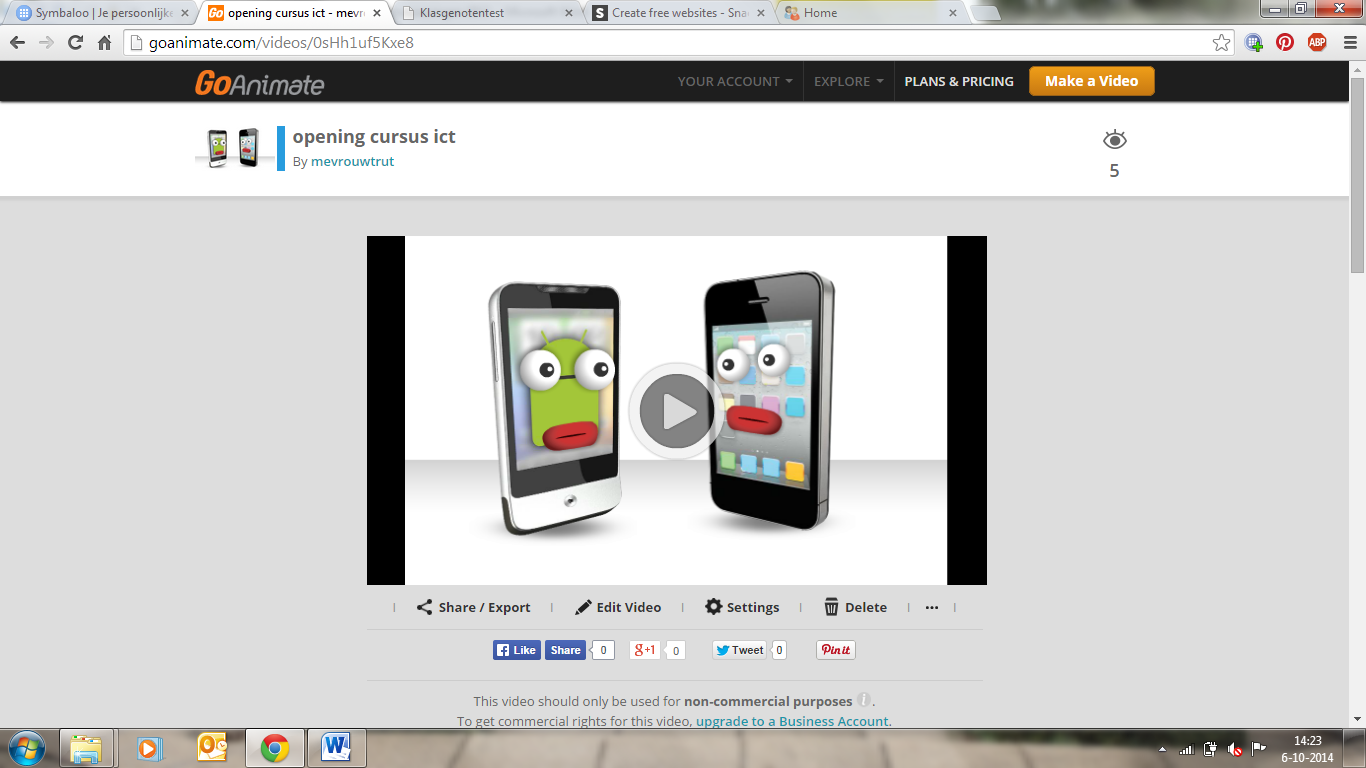 Symbaloo | Je persoonlijke
Go opening cursus ict - mevr
Klasgenotentest
S Create free websites - Sna
Home
goanimate.com/videos/0sHh1uf5Kxe8
ABP
GoAnimate
YOUR ACCOUNT
EXPLORE
PLANS & PRICING
Make a Video
opening cursus ict
By mevrouwtrut
5
Share / Export
Edit Video
Settings
Delete
Like
Share
0
g+1
0
Tweet
0
Pin it
This video should only be used for non-commercial purposes i.
To get commercial rights for this video, upgrade to a Business Account.
14:23
6-10-2014